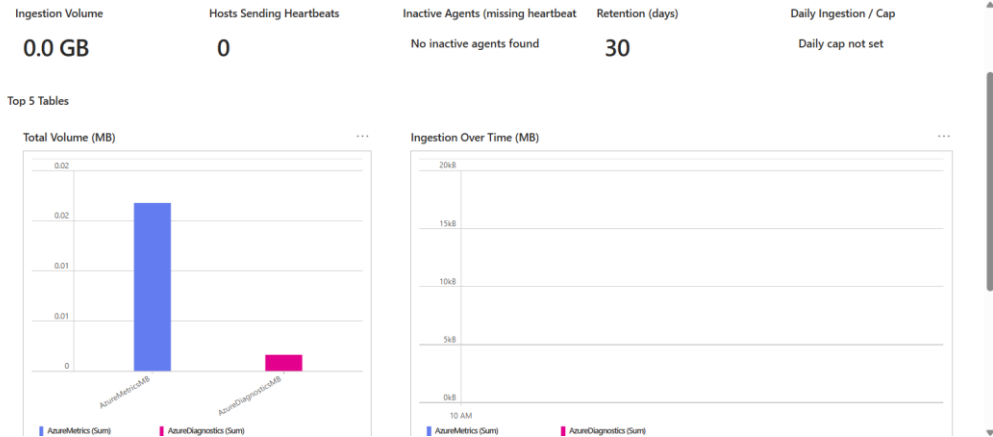 Ingestion Volume
Hosts Sending Heartbeats
Inactive Agents (missing heartbeat
Retention (days)
Daily Ingestion / Cap
0.0 GB
0
No inactive agents found
30
Daily cap not set
Top 5 Tables
Total Volume (MB)
...
0.02
0.02
0.01
0.01
0
AzureMetricsMB
AzureDiagnosticsMB
AzureMetrics (Sum)
AzureDiagnostics (Sum)
Ingestion Over Time (MB)
...
20kB
15kB
10kB
5kB
0kB
10 AM
AzureMetrics (Sum)
AzureDiagnostics (Sum)